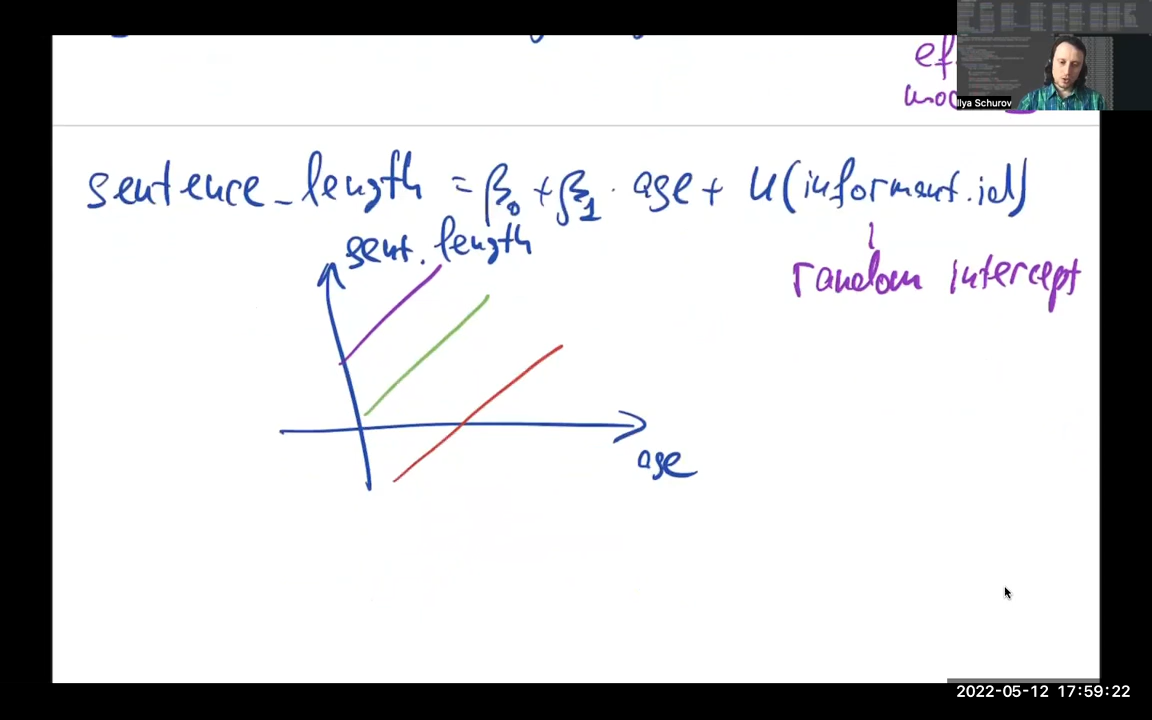 Ilya Schurov
sentence_length = β₀ + β₁ · age + u(informant.id)
sent. length
random intercept
age
2022-05-12 17:59:22